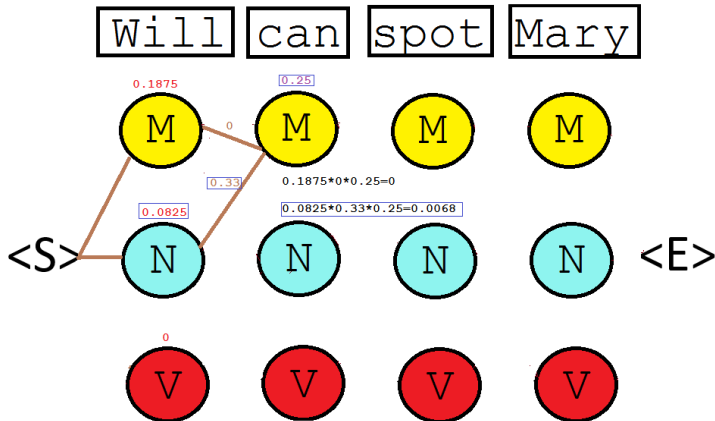 Will can spot Mary
0.1875 0.25
M 0 M M M
0.33 0.1875*0*0.25=0
0.0825 0.0825*0.33*0.25=0.0068
<S> N N N N <E>
0
V V V V